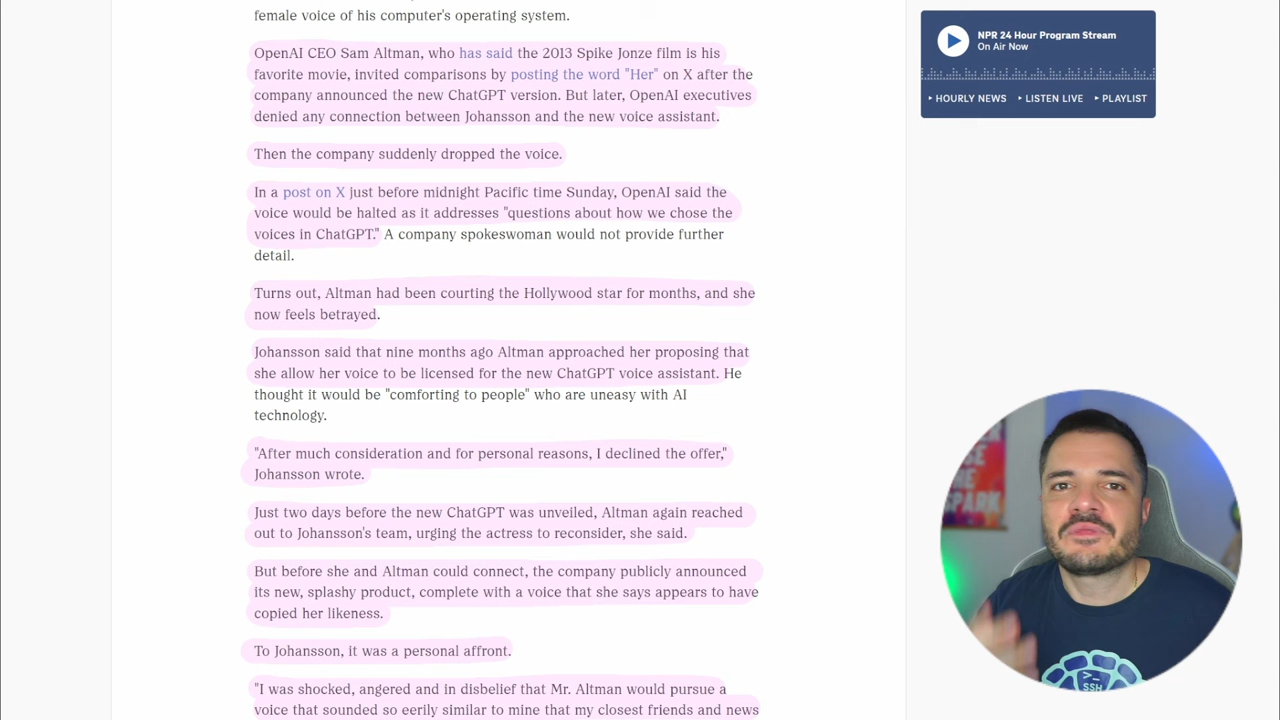 female voice of his computer's operating system.
OpenAI CEO Sam Altman, who has said the 2013 Spike Jonze film is his
favorite movie, invited comparisons by posting the word "Her" on X after the
company announced the new ChatGPT version. But later, OpenAI executives
denied any connection between Johansson and the new voice assistant.
Then the company suddenly dropped the voice.
In a post on X just before midnight Pacific time Sunday, OpenAI said the
voice would be halted as it addresses "questions about how we chose the
voices in ChatGPT." A company spokeswoman would not provide further
detail.
Turns out, Altman had been courting the Hollywood star for months, and she
now feels betrayed.
Johansson said that nine months ago Altman approached her proposing that
she allow her voice to be licensed for the new ChatGPT voice assistant. He
thought it would be "comforting to people" who are uneasy with AI
technology.
"After much consideration and for personal reasons, I declined the offer,"
Johansson wrote.
Just two days before the new ChatGPT was unveiled, Altman again reached
out to Johansson's team, urging the actress to reconsider, she said.
But before she and Altman could connect, the company publicly announced
its new, splashy product, complete with a voice that she says appears to have
copied her likeness.
To Johansson, it was a personal affront.
"I was shocked, angered and in disbelief that Mr. Altman would pursue a
voice that sounded so eerily similar to mine that my closest friends and news
NPR 24 Hour Program Stream
On Air Now
HOURLY NEWS
LISTEN LIVE
PLAYLIST
THE
SPARK
>_
SSH